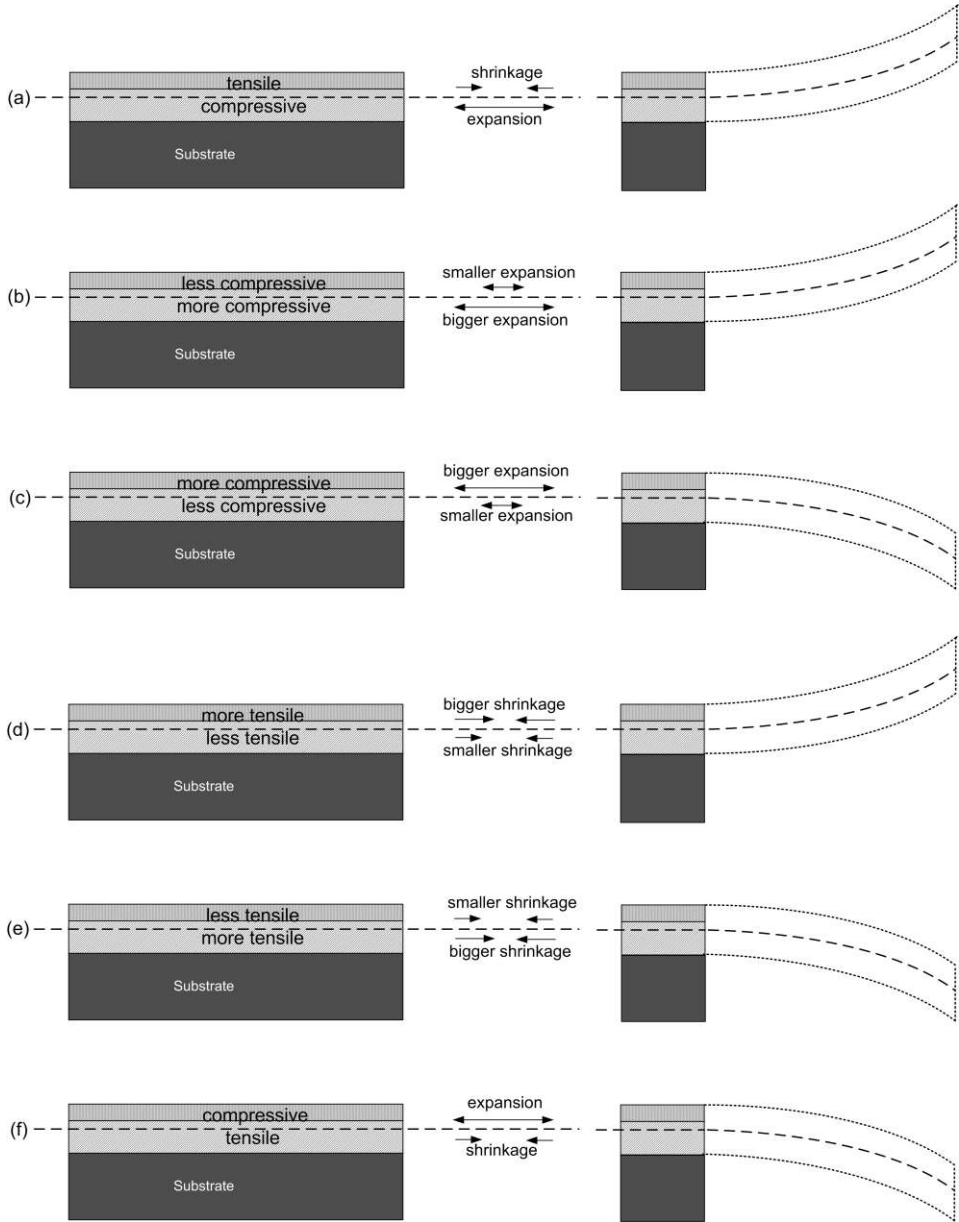 (a)
tensile
compressive
Substrate
shrinkage
expansion
(b)
less compressive
more compressive
Substrate
smaller expansion
bigger expansion
(c)
more compressive
less compressive
Substrate
bigger expansion
smaller expansion
(d)
more tensile
less tensile
Substrate
bigger shrinkage
smaller shrinkage
(e)
less tensile
more tensile
Substrate
smaller shrinkage
bigger shrinkage
(f)
compressive
tensile
Substrate
expansion
shrinkage